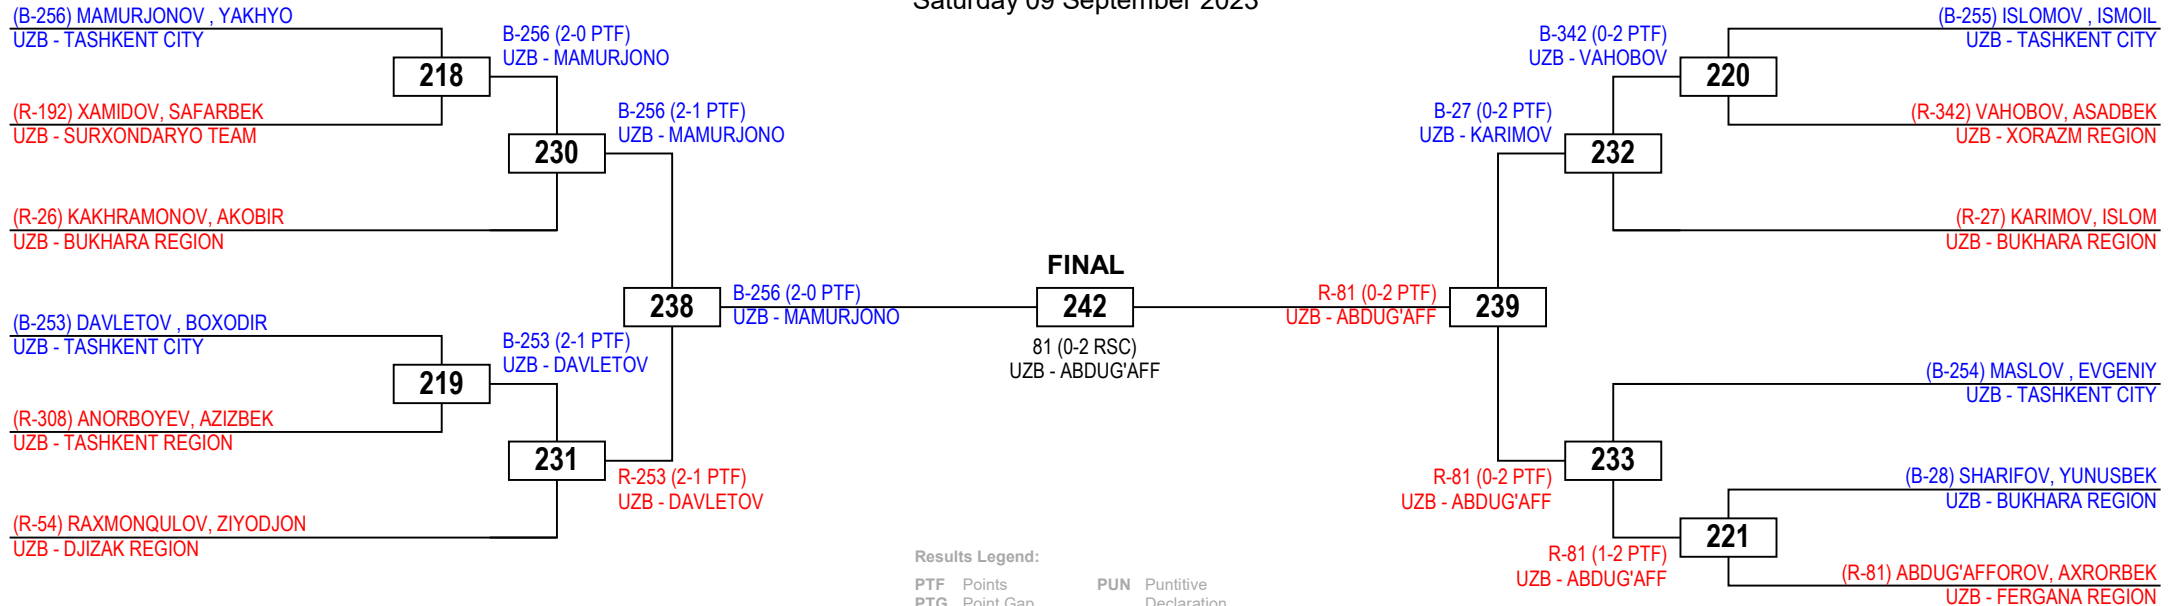 Saturday 09 September 2023
(B-256) MAMURJONOV , YAKHYO
UZB - TASHKENT CITY
218
(R-192) XAMIDOV, SAFARBEK
UZB - SURXONDARYO TEAM
B-256 (2-0 PTF)
UZB - MAMURJONO
230
(R-26) KAKHRAMONOV, AKOBIR
UZB - BUKHARA REGION
B-256 (2-1 PTF)
UZB - MAMURJONO
238
(B-253) DAVLETOV , BOXODIR
UZB - TASHKENT CITY
219
(R-308) ANORBOYEV, AZIZBEK
UZB - TASHKENT REGION
B-253 (2-1 PTF)
UZB - DAVLETOV
231
(R-54) RAXMONQULOV, ZIYODJON
UZB - DJIZAK REGION
R-253 (2-1 PTF)
UZB - DAVLETOV
B-256 (2-0 PTF)
UZB - MAMURJONO
FINAL
242
81 (0-2 RSC)
UZB - ABDUG'AFF
R-81 (0-2 PTF)
UZB - ABDUG'AFF
239
B-27 (0-2 PTF)
UZB - KARIMOV
232
B-342 (0-2 PTF)
UZB - VAHOBOV
220
(B-255) ISLOMOV , ISMOIL
UZB - TASHKENT CITY
(R-342) VAHOBOV, ASADBEK
UZB - XORAZM REGION
(R-27) KARIMOV, ISLOM
UZB - BUKHARA REGION
R-81 (0-2 PTF)
UZB - ABDUG'AFF
233
(B-254) MASLOV , EVGENIY
UZB - TASHKENT CITY
R-81 (1-2 PTF)
UZB - ABDUG'AFF
221
(B-28) SHARIFOV, YUNUSBEK
UZB - BUKHARA REGION
(R-81) ABDUG'AFFOROV, AXRORBEK
UZB - FERGANA REGION
Results Legend:
PTF Points
PUN Puntitive
PTG Point Gap
Declaration